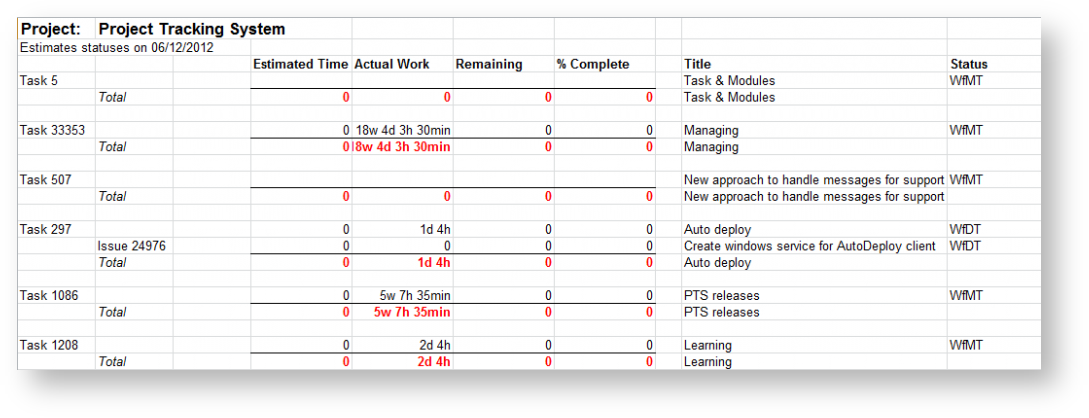 Project: Project Tracking System
Estimates statuses on 06/12/2012
Estimated Time Actual Work Remaining % Complete Title Status
Task 5 Task & Modules WfMT
Total 0 0 0 0 Task & Modules
Task 33353 0 18w 4d 3h 30min 0 0 Managing WfMT
Total 0 18w 4d 3h 30min 0 0 Managing
Task 507 New approach to handle messages for support WfMT
Total 0 0 0 0 New approach to handle messages for support
Task 297 0 1d 4h 0 0 Auto deploy WfDT
Issue 24976 0 0 0 0 Create windows service for AutoDeploy client WfDT
Total 0 1d 4h 0 0 Auto deploy
Task 1086 0 5w 7h 35min 0 0 PTS releases WfMT
Total 0 5w 7h 35min 0 0 PTS releases
Task 1208 0 2d 4h 0 0 Learning WfMT
Total 0 2d 4h 0 0 Learning